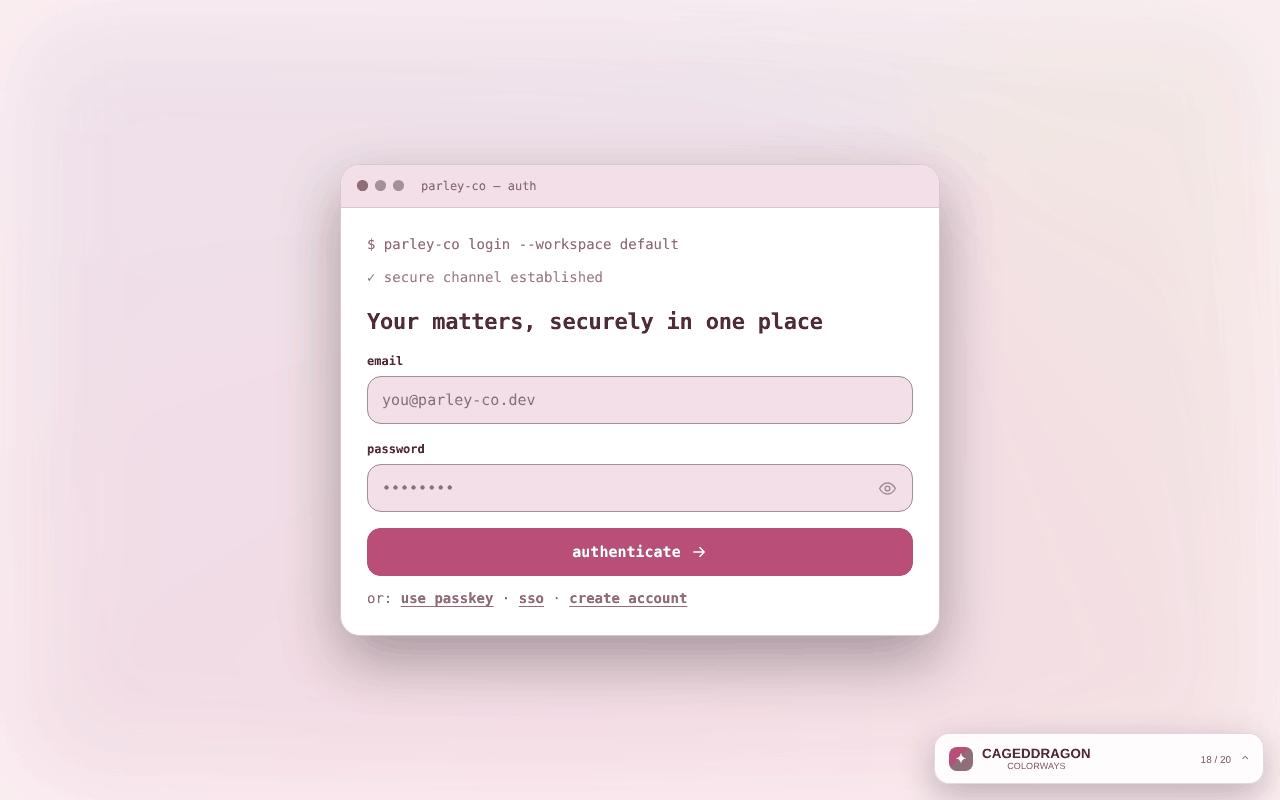 parley-co — auth
$ parley-co login --workspace default
✓ secure channel established
Your matters, securely in one place
email
you@parley-co.dev
password
••••••••
authenticate →
or: use passkey · sso · create account
CAGEDDRAGON
COLORWAYS
18 / 20